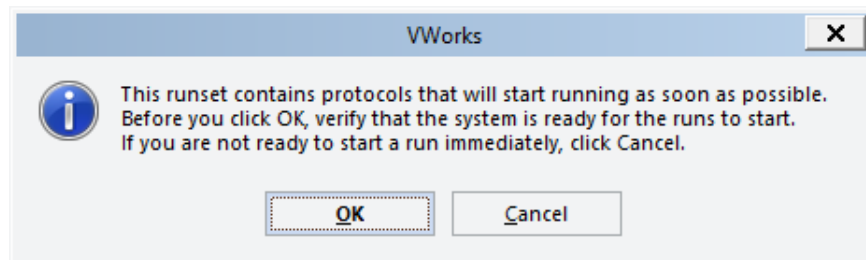 VWorks
This runset contains protocols that will start running as soon as possible.
Before you click OK, verify that the system is ready for the runs to start.
If you are not ready to start a run immediately, click Cancel.
OK
Cancel